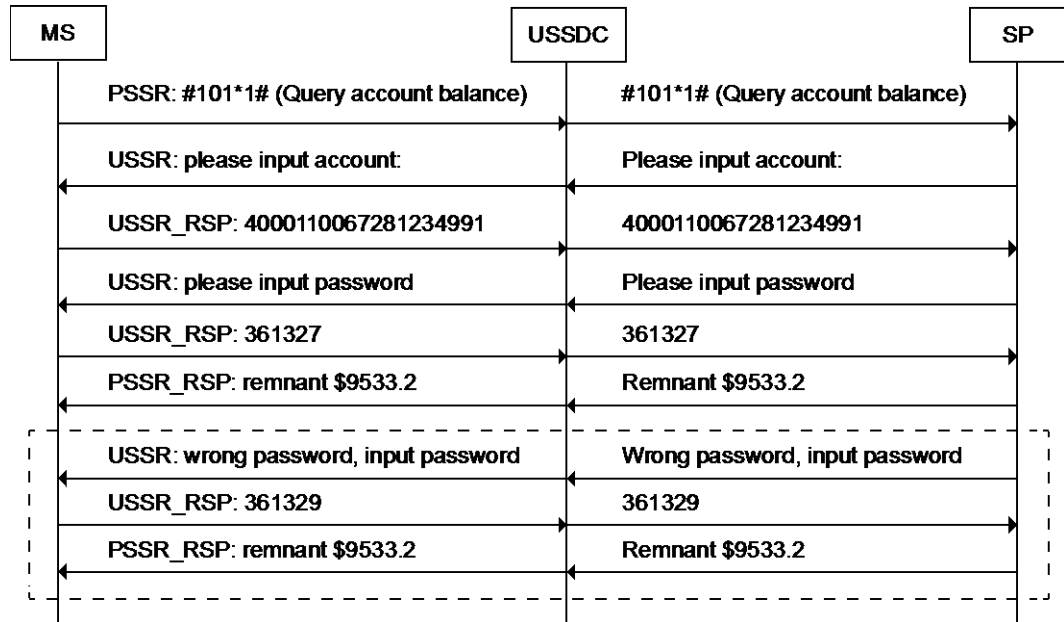 MS
USSDC
SP
PSSR: #101*1# (Query account balance)
#101*1# (Query account balance)
USSR: please input account:
Please input account:
USSR_RSP: 4000110067281234991
4000110067281234991
USSR: please input password
Please input password
USSR_RSP: 361327
361327
PSSR_RSP: remnant $9533.2
Remnant $9533.2
USSR: wrong password, input password
Wrong password, input password
USSR_RSP: 361329
361329
PSSR_RSP: remnant $9533.2
Remnant $9533.2